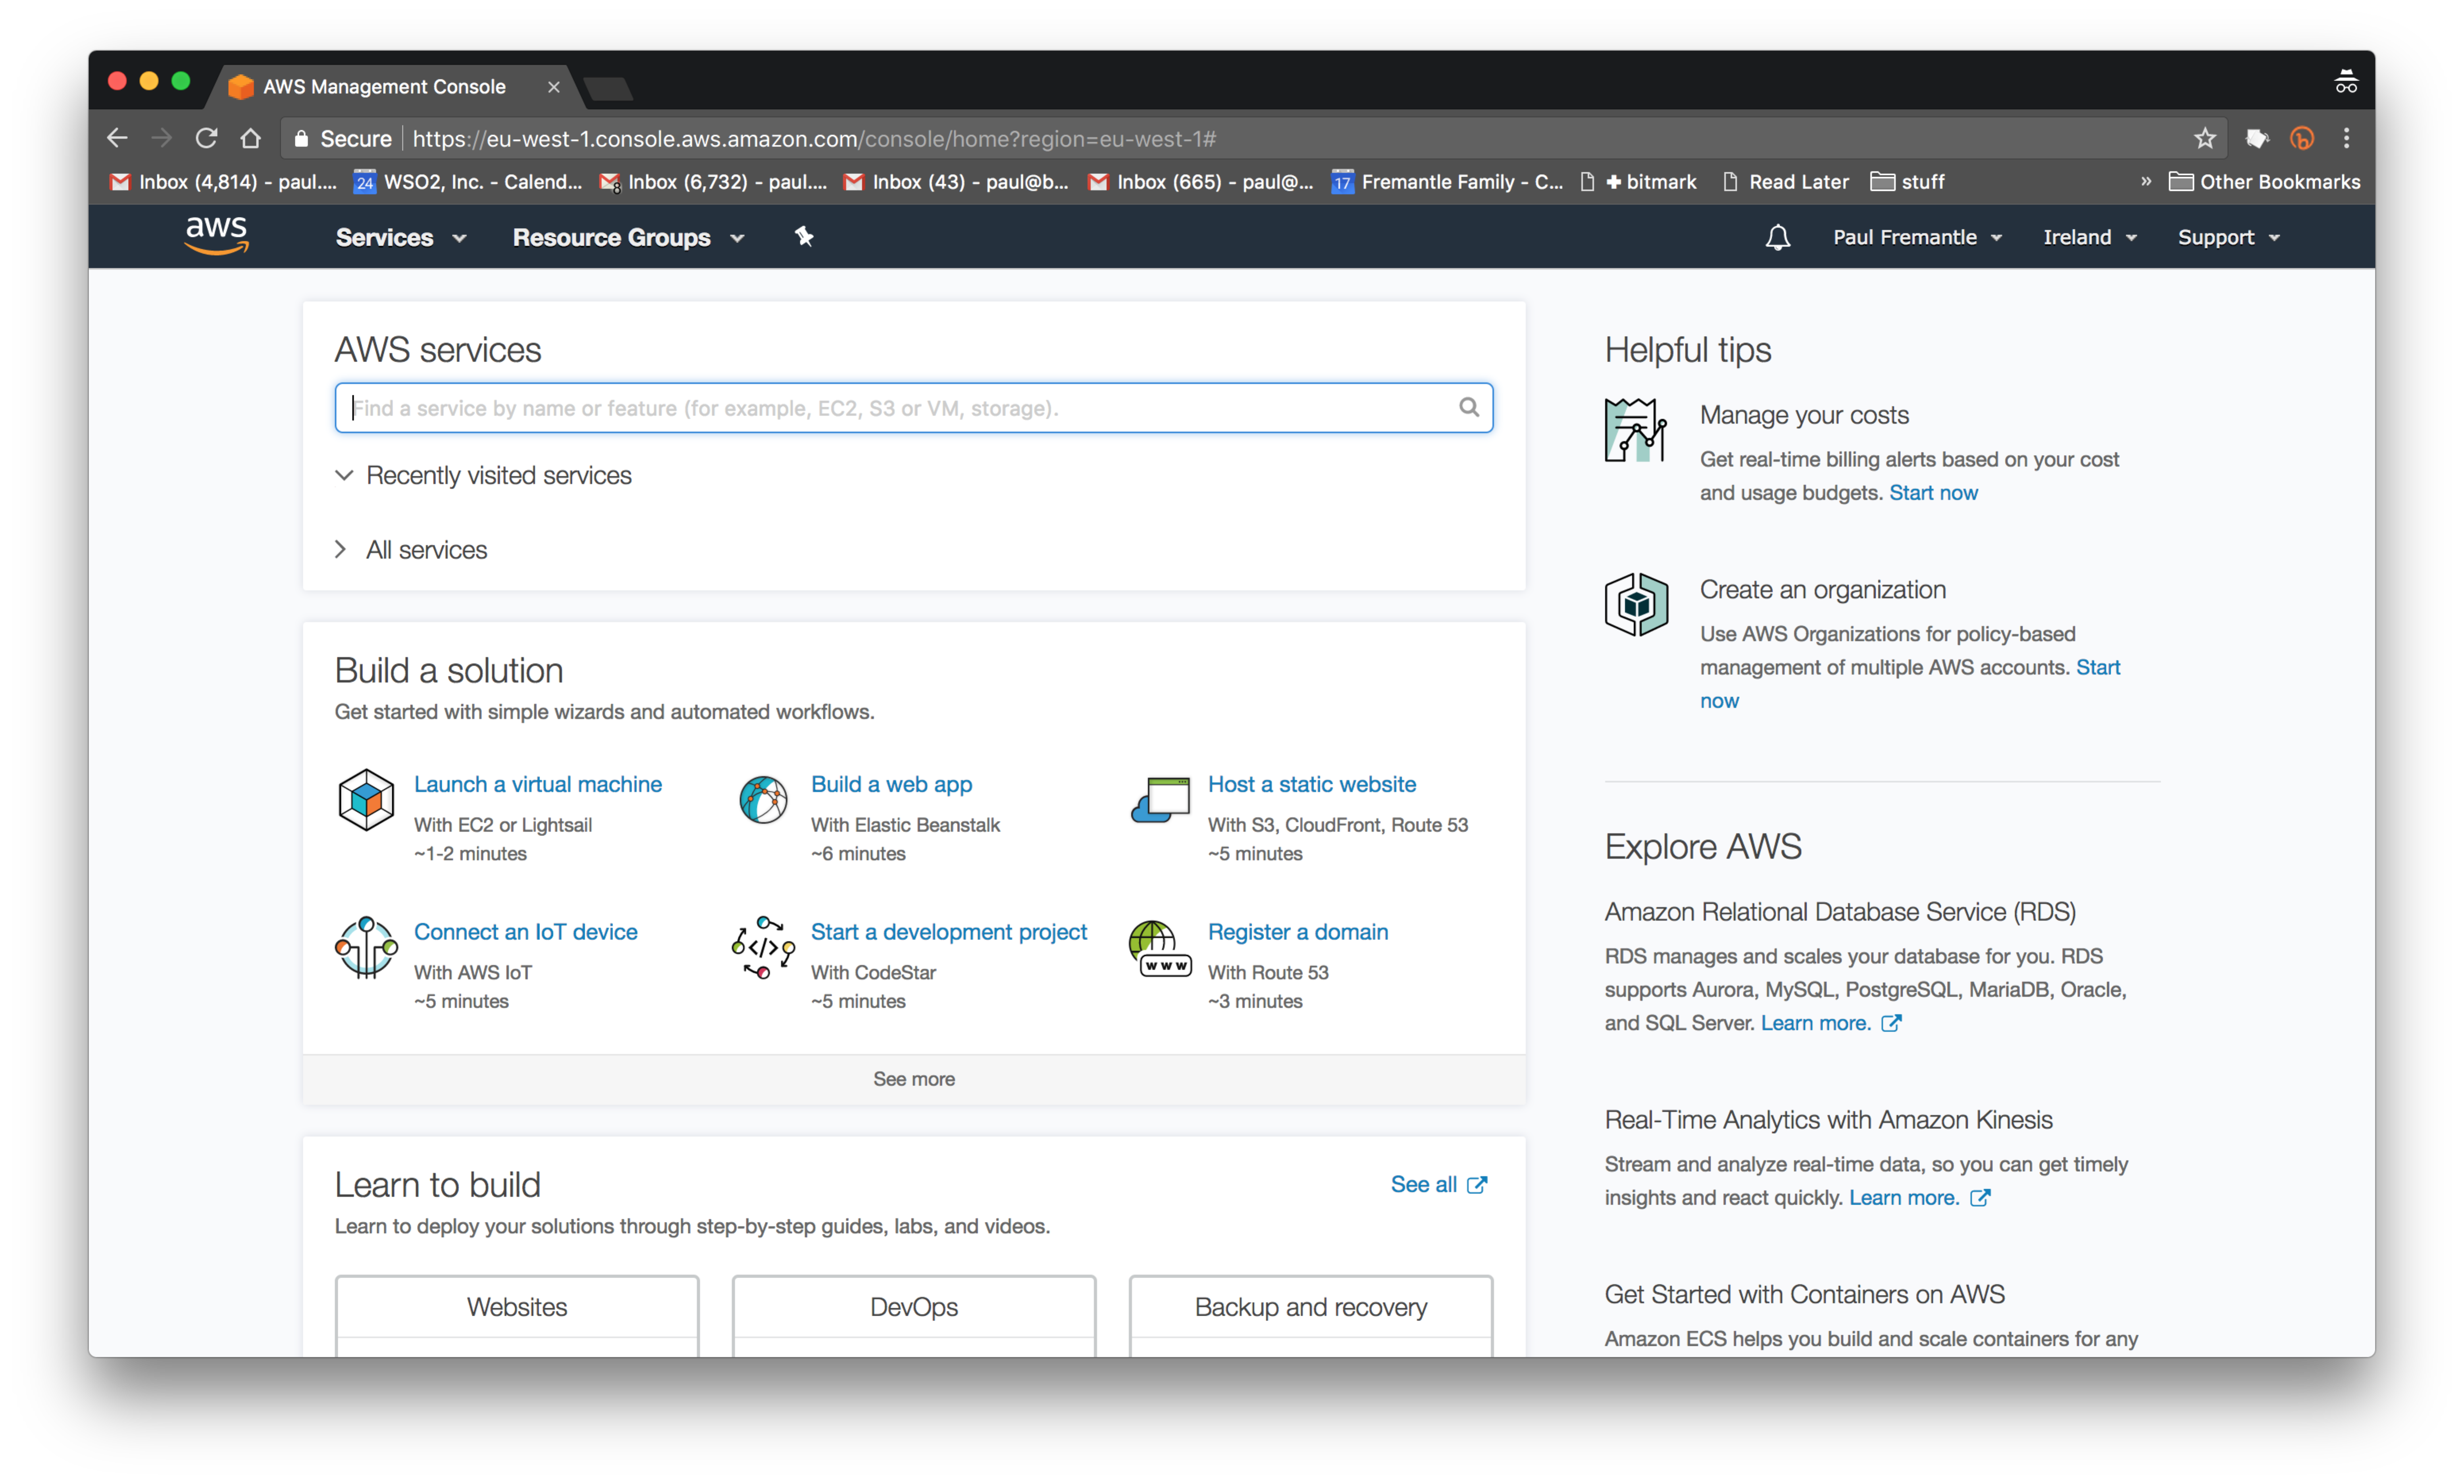 AWS Management Console
Secure https://eu-west-1.console.aws.amazon.com/console/home?region=eu-west-1#
Inbox (4,814) - paul.... 24 WSO2, Inc. - Calend... 8 Inbox (6,732) - paul.... Inbox (43) - paul@b... Inbox (665) - paul@... 17 Fremantle Family - C... bitmark Read Later stuff » Other Bookmarks
aws Services Resource Groups Paul Fremantle Ireland Support
AWS services
Find a service by name or feature (for example, EC2, S3 or VM, storage).
Recently visited services
All services
Build a solution
Get started with simple wizards and automated workflows.
Launch a virtual machine
With EC2 or Lightsail
~1-2 minutes
Build a web app
With Elastic Beanstalk
~6 minutes
Host a static website
With S3, CloudFront, Route 53
~5 minutes
Connect an IoT device
With AWS IoT
~5 minutes
Start a development project
With CodeStar
~5 minutes
www
Register a domain
With Route 53
~3 minutes
See more
Learn to build
See all
Learn to deploy your solutions through step-by-step guides, labs, and videos.
Websites
DevOps
Backup and recovery
Helpful tips
Manage your costs
Get real-time billing alerts based on your cost
and usage budgets. Start now
Create an organization
Use AWS Organizations for policy-based
management of multiple AWS accounts. Start
now
Explore AWS
Amazon Relational Database Service (RDS)
RDS manages and scales your database for you. RDS
supports Aurora, MySQL, PostgreSQL, MariaDB, Oracle,
and SQL Server. Learn more.
Real-Time Analytics with Amazon Kinesis
Stream and analyze real-time data, so you can get timely
insights and react quickly. Learn more.
Get Started with Containers on AWS
Amazon ECS helps you build and scale containers for any